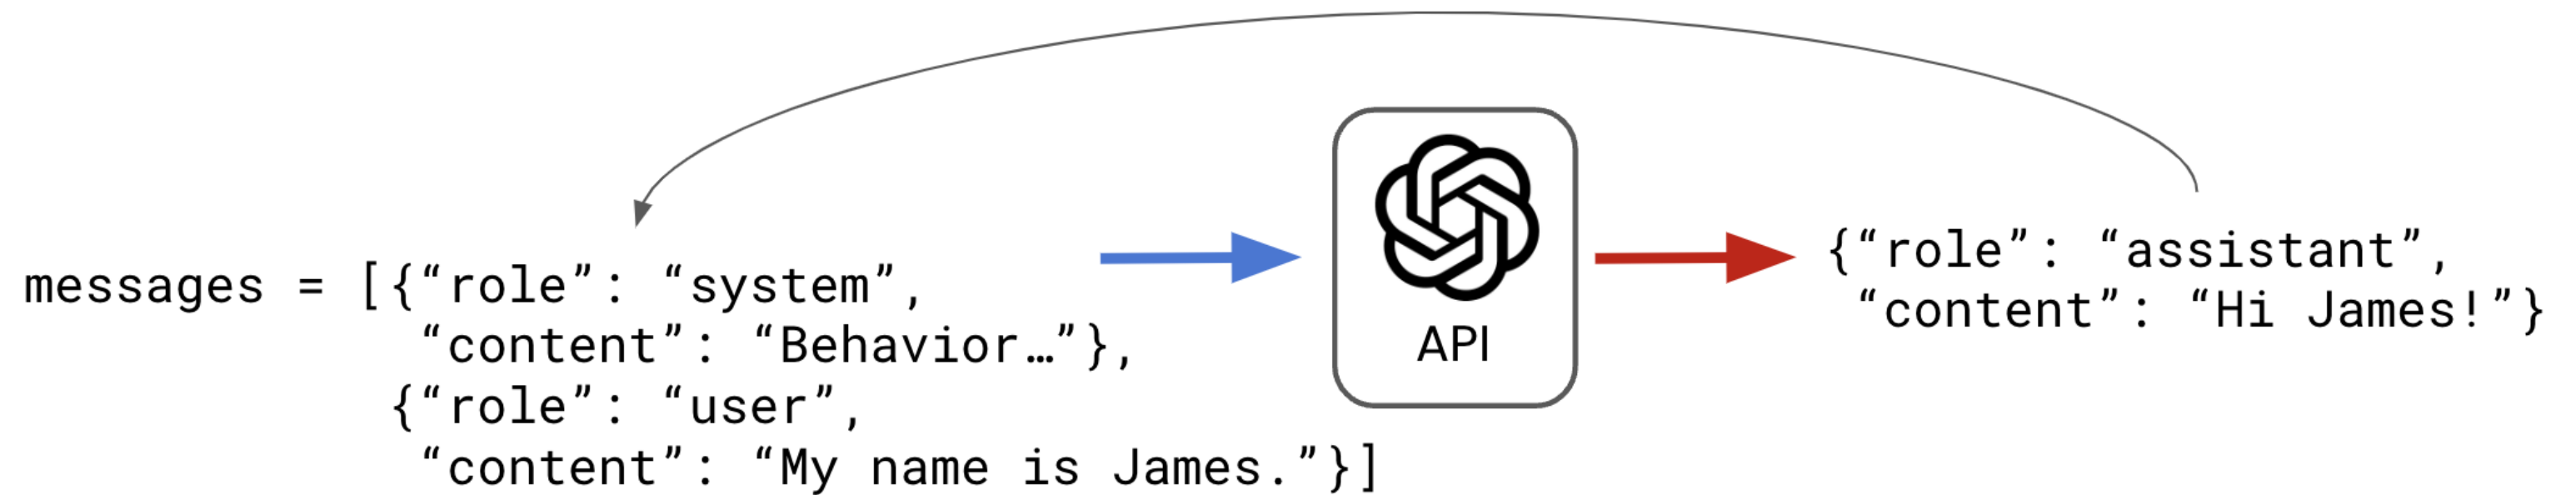 messages = [{“role”: “system”,
“content”: “Behavior…”},
{“role”: “user”,
“content”: “My name is James.”}]
API
{“role”: “assistant”,
“content”: “Hi James!”}